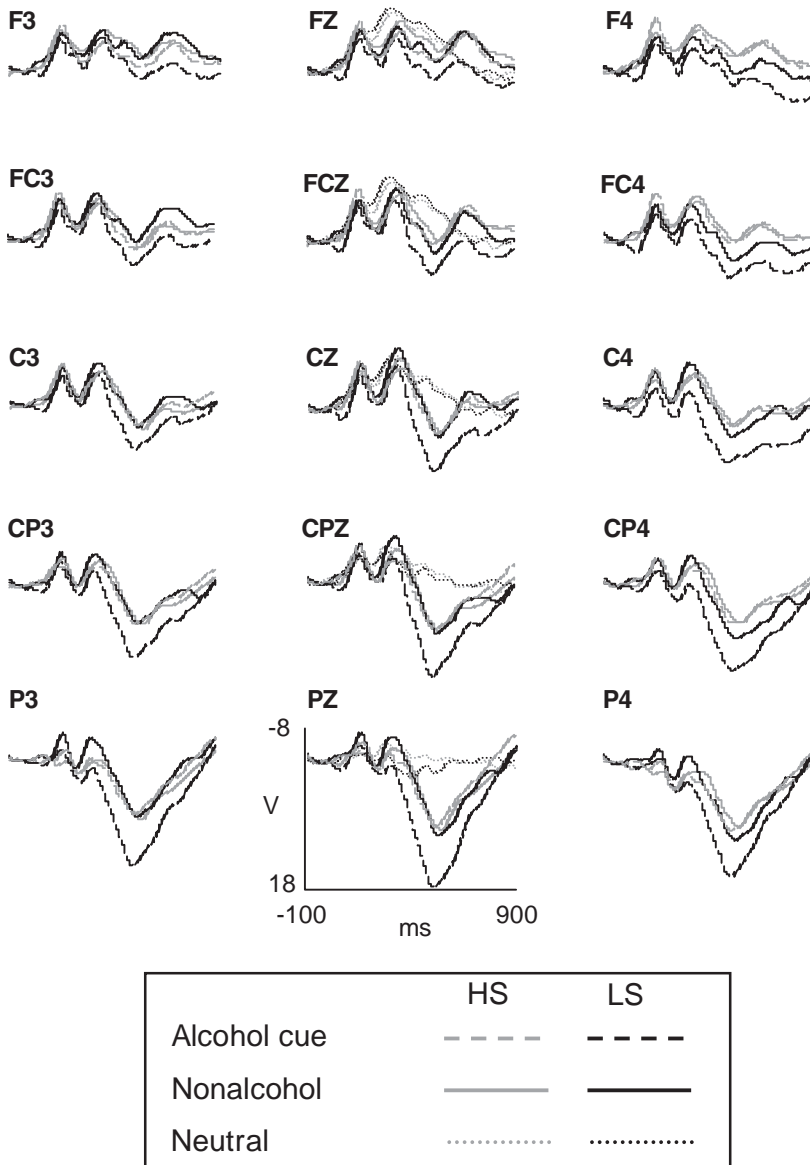 F3 FZ F4
FC3 FCZ FC4
C3 CZ C4
CP3 CPZ CP4
P3 PZ P4
-8
V
18
-100 900
ms
HS LS
Alcohol cue
Nonalcohol
Neutral